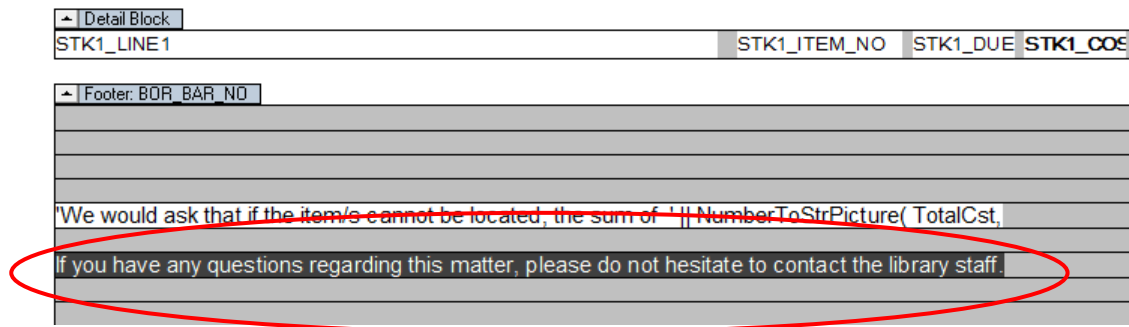 Detail Block
STK1_LINE1 STK1_ITEM_NO STK1_DUE STK1_COS
Footer: BOR_BAR_NO
'We would ask that if the item/s cannot be located, the sum of ' || NumberToStrPicture( TotalCst,
If you have any questions regarding this matter, please do not hesitate to contact the library staff.